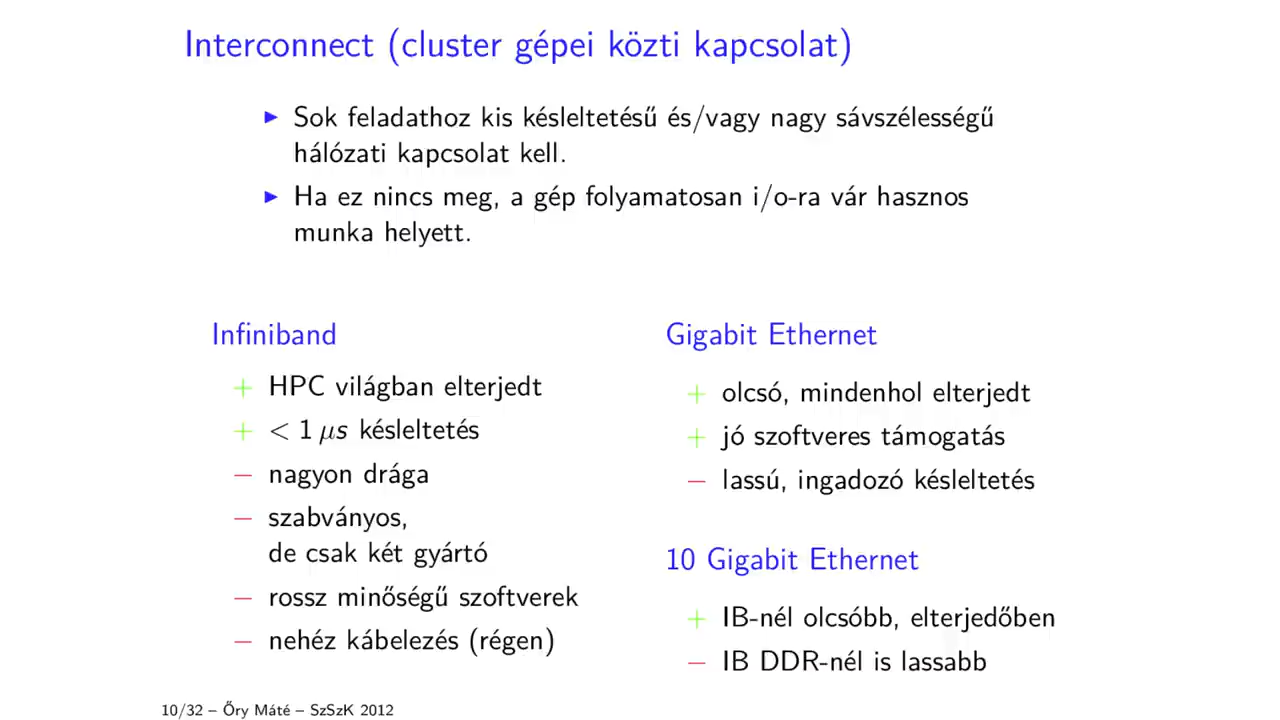 Interconnect (cluster gépei közti kapcsolat)
▶ Sok feladathoz kis késleltetésű és/vagy nagy sávszélességű
hálózati kapcsolat kell.
▶ Ha ez nincs meg, a gép folyamatosan i/o-ra vár hasznos
munka helyett.
Infiniband
+ HPC világban elterjedt
+ < 1 μs késleltetés
− nagyon drága
− szabványos,
de csak két gyártó
− rossz minőségű szoftverek
− nehéz kábelezés (régen)
Gigabit Ethernet
+ olcsó, mindenhol elterjedt
+ jó szoftveres támogatás
− lassú, ingadozó késleltetés
10 Gigabit Ethernet
+ IB-nél olcsóbb, elterjedőben
− IB DDR-nél is lassabb
10/32 – Őry Máté – SzSzK 2012